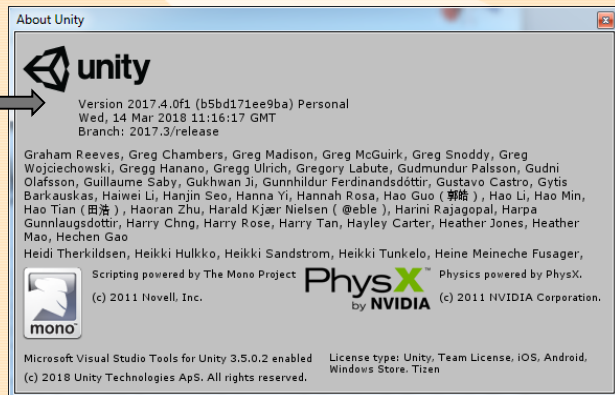 About Unity
unity
Version 2017.4.0f1 (b5bd171ee9ba) Personal
Wed, 14 Mar 2018 11:16:17 GMT
Branch: 2017.3/release
Graham Reeves, Greg Chambers, Greg Madison, Greg McGuirk, Greg Snoddy, Greg
Wojciechowski, Gregg Hanano, Gregg Ulrich, Gregory Labute, Gudmundur Palsson, Gudni
Olafsson, Guillaume Saby, Gukhwan Ji, Gunnhildur Ferdinandsdóttir, Gustavo Castro, Gytis
Barkauskas, Haiwei Li, Hanjin Seo, Hanna Yi, Hannah Rosa, Hao Guo ( 郭皓 ) , Hao Li, Hao Min,
Hao Tian ( 田浩 ) , Haoran Zhu, Harald Kjær Nielsen ( @eble ), Harini Rajagopal, Harpa
Gunnlaugsdottir, Harry Chng, Harry Rose, Harry Tan, Hayley Carter, Heather Jones, Heather
Mao, Hechen Gao
Heidi Therkildsen, Heikki Hulkko, Heikki Sandstrom, Heikki Tunkelo, Heine Meineche Fusager,
mono
Scripting powered by The Mono Project
(c) 2011 Novell, Inc.
PhysX™
by NVIDIA
Physics powered by PhysX.
(c) 2011 NVIDIA Corporation.
Microsoft Visual Studio Tools for Unity 3.5.0.2 enabled
(c) 2018 Unity Technologies ApS. All rights reserved.
License type: Unity, Team License, iOS, Android,
Windows Store, Tizen